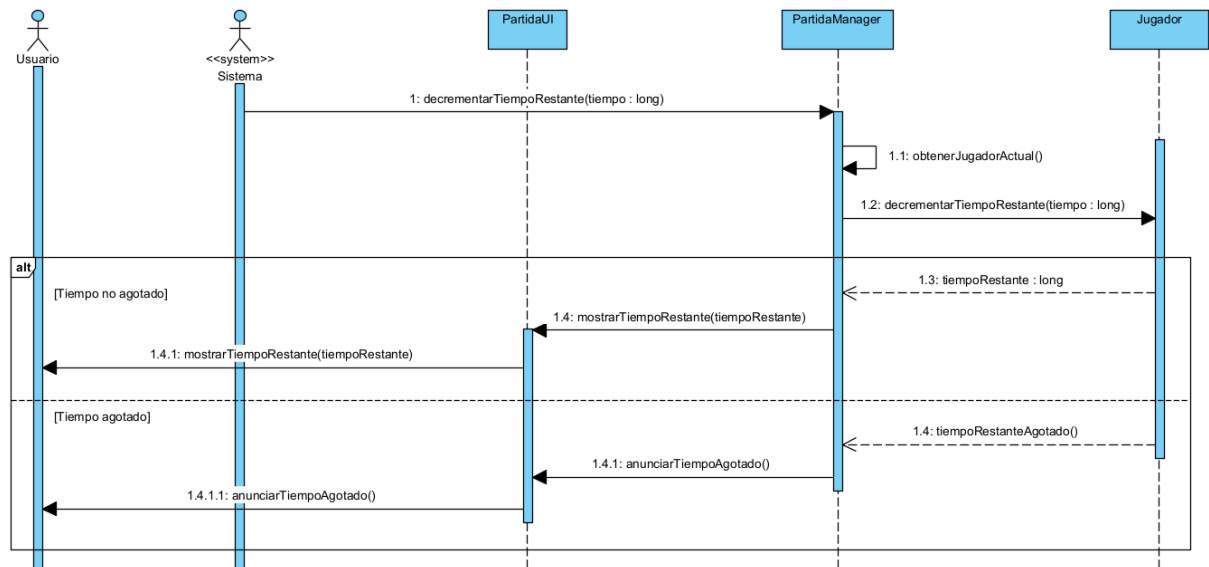 Usuario
<<system>>
Sistema
PartidaUI
PartidaManager
Jugador
1: decrementarTiempoRestante(tiempo : long)
1.1: obtenerJugadorActual()
1.2: decrementarTiempoRestante(tiempo : long)
alt
[Tiempo no agotado]
1.3: tiempoRestante : long
1.4: mostrarTiempoRestante(tiempoRestante)
1.4.1: mostrarTiempoRestante(tiempoRestante)
[Tiempo agotado]
1.4: tiempoRestanteAgotado()
1.4.1: anunciarTiempoAgotado()
1.4.1.1: anunciarTiempoAgotado()